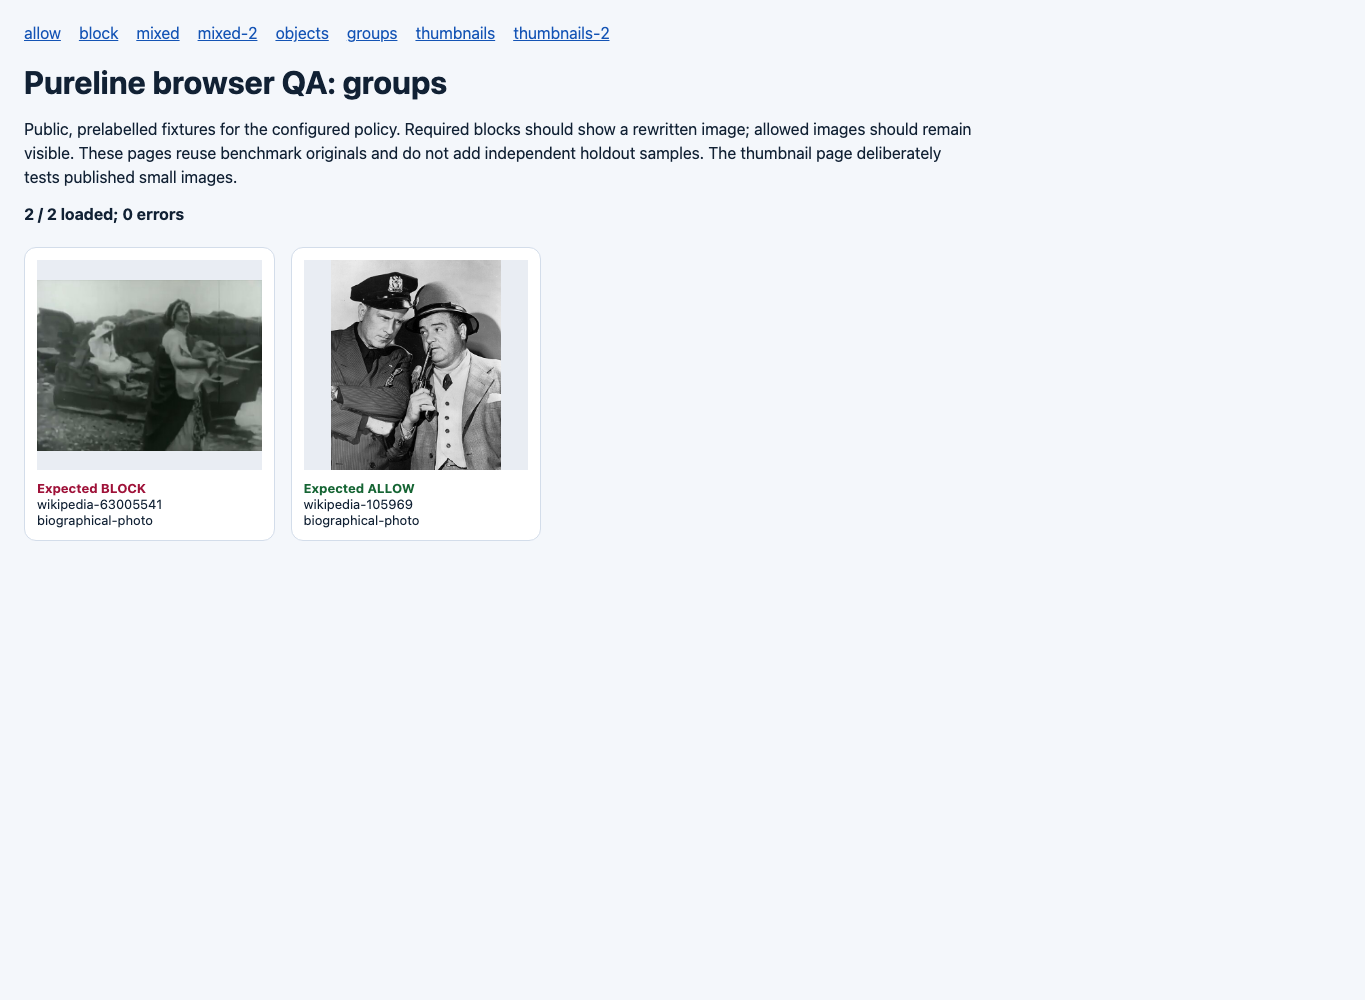 allow block mixed mixed-2 objects groups thumbnails thumbnails-2
Pureline browser QA: groups
Public, prelabelled fixtures for the configured policy. Required blocks should show a rewritten image; allowed images should remain
visible. These pages reuse benchmark originals and do not add independent holdout samples. The thumbnail page deliberately
tests published small images.
2 / 2 loaded; 0 errors
Expected BLOCK
wikipedia-63005541
biographical-photo
Expected ALLOW
wikipedia-105969
biographical-photo